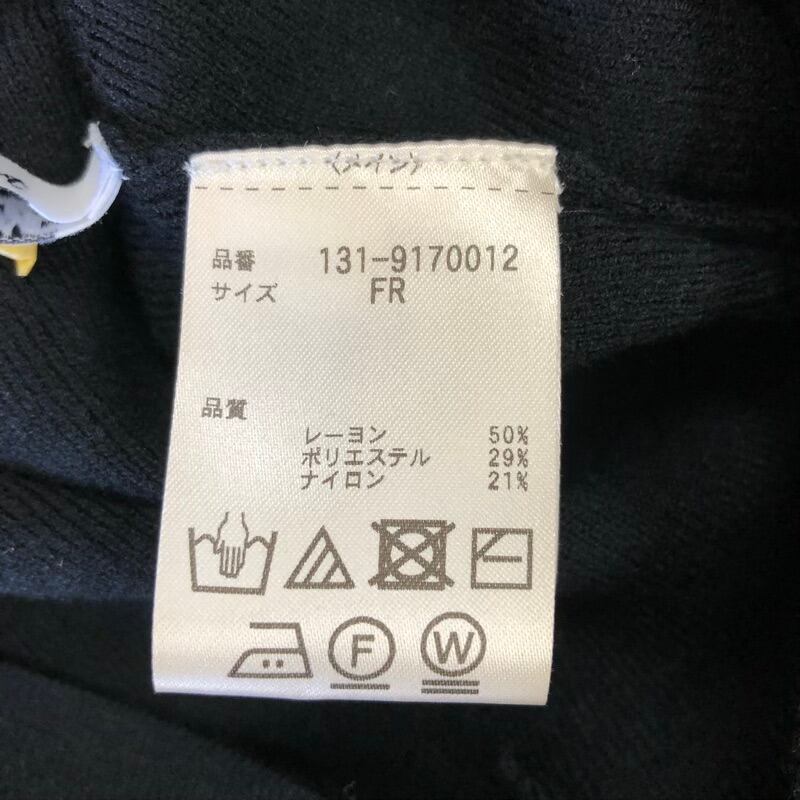 〈メイン〉
品番 131-9170012
サイズ FR
品質
レーヨン 50%
ポリエステル 29%
ナイロン 21%
F W